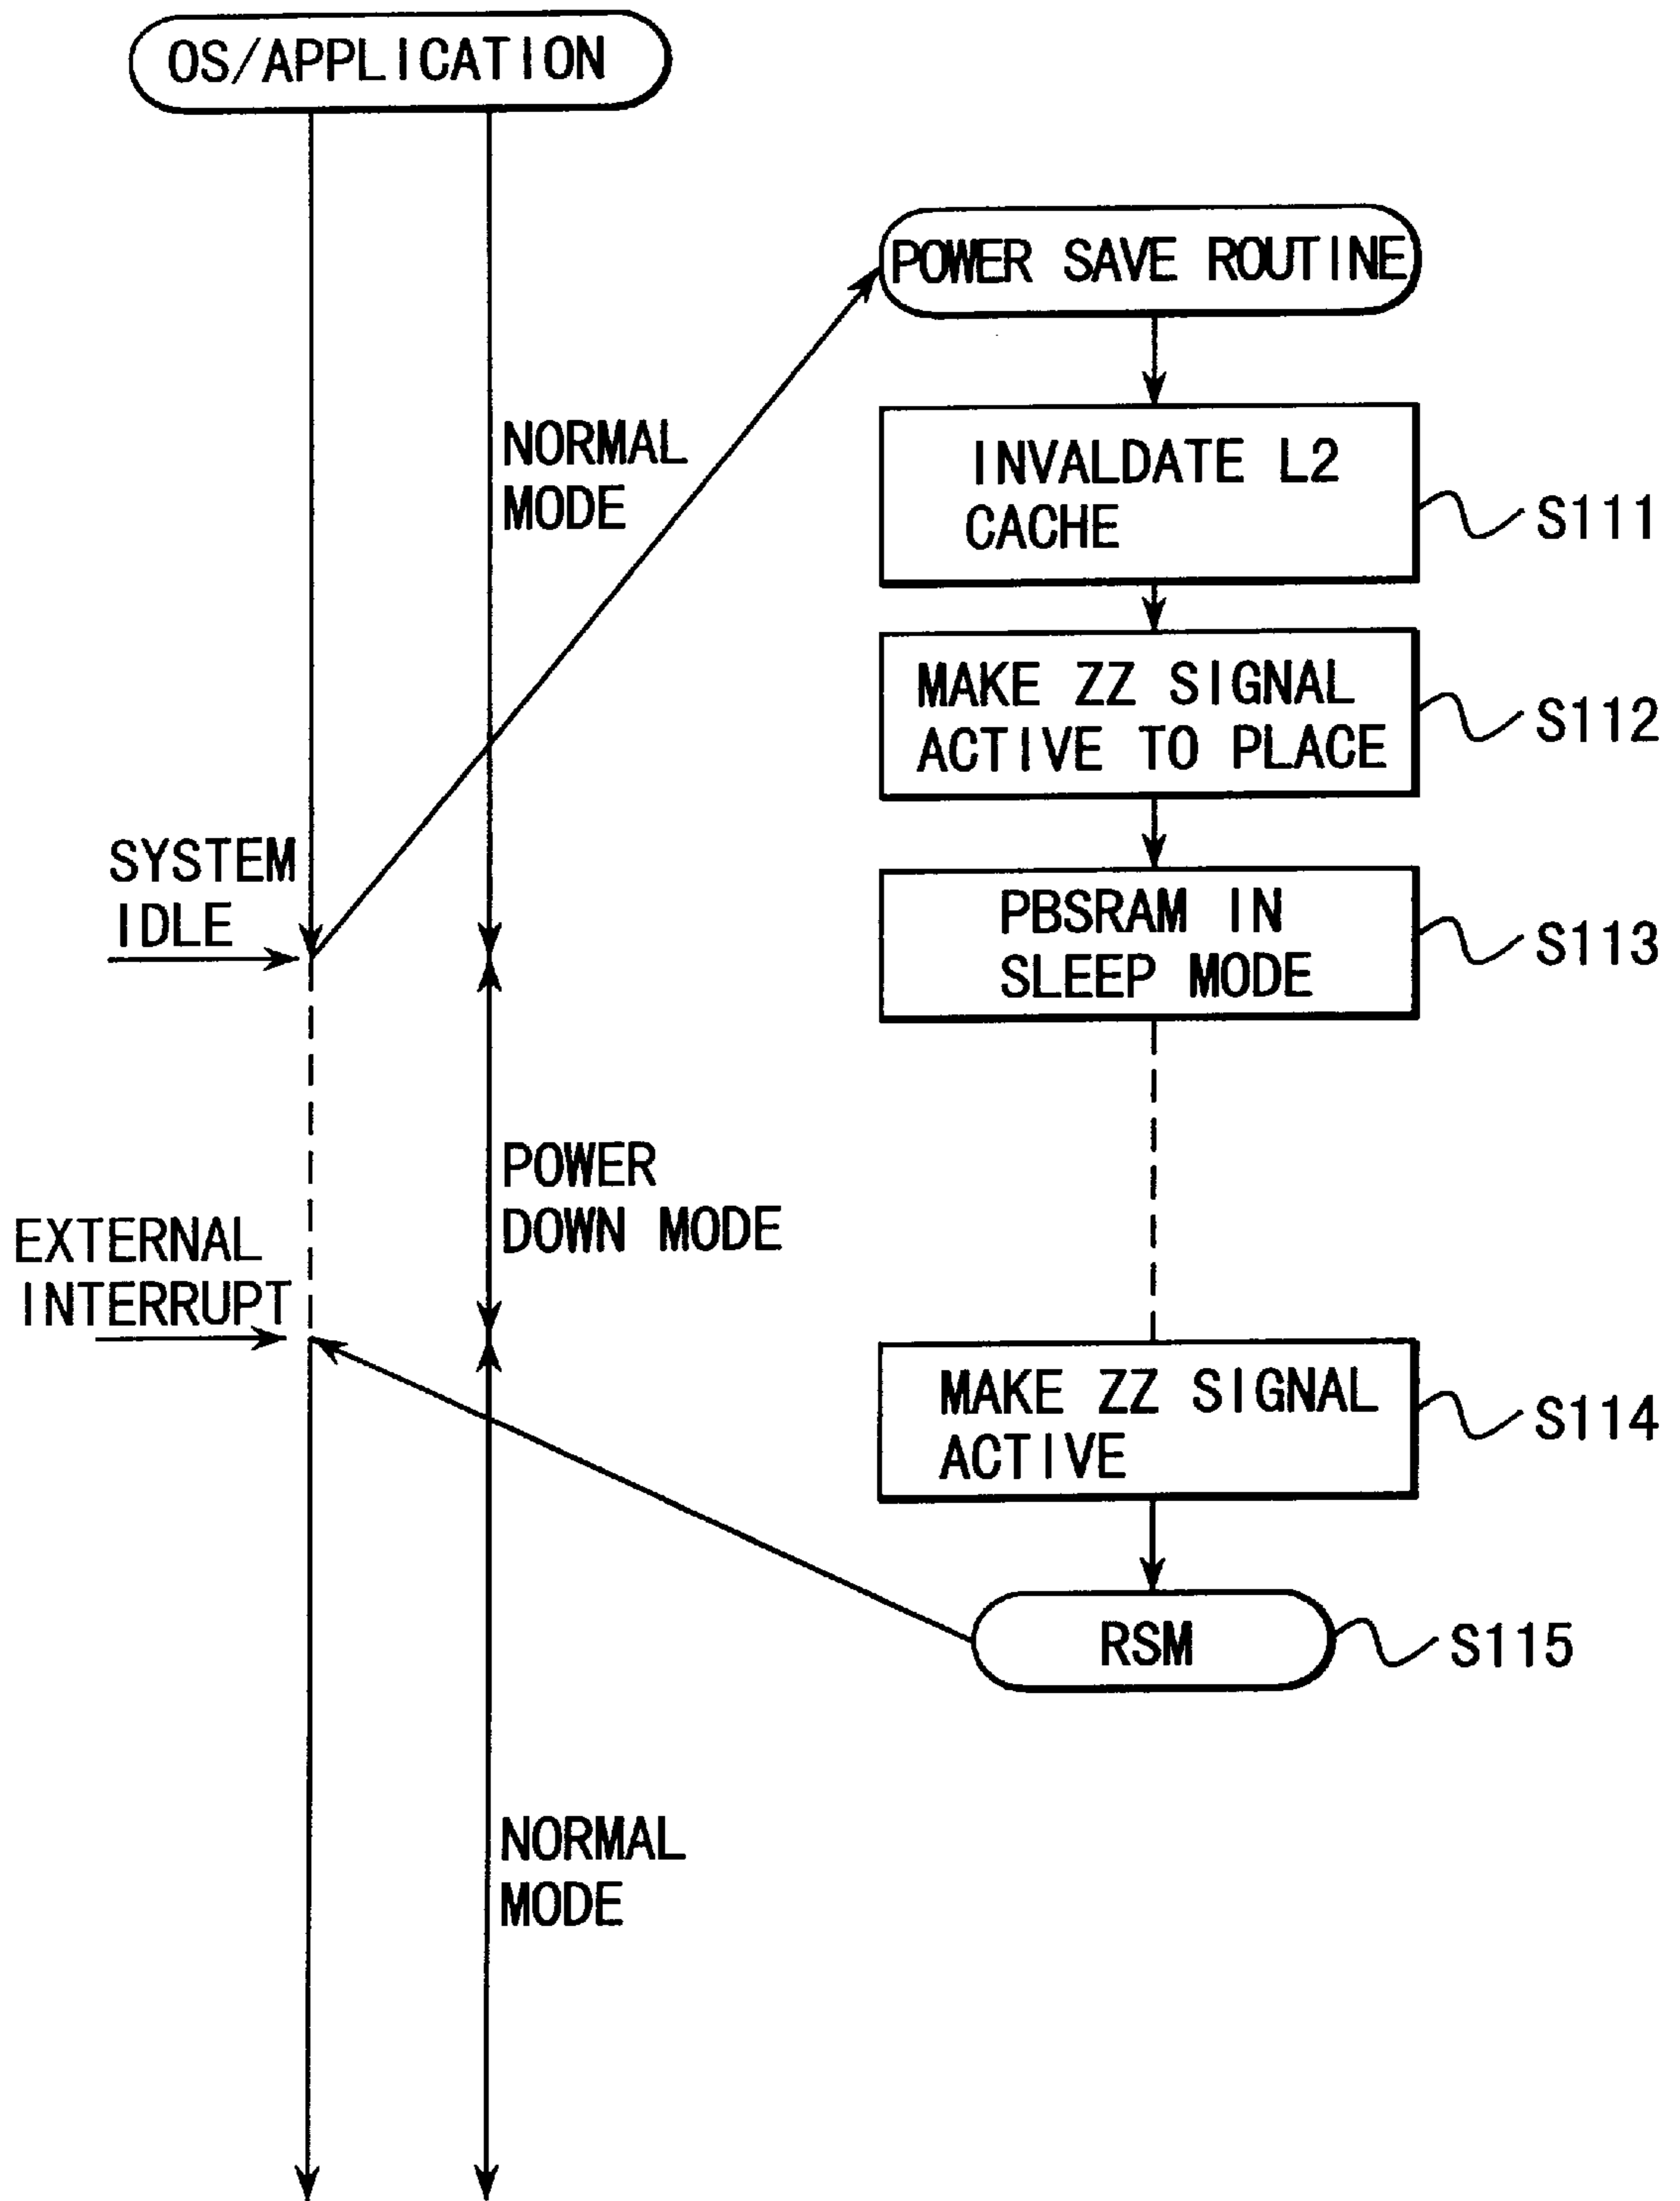 OS/APPLICATION
POWER SAVE ROUTINE
NORMAL
MODE
INVALDATE L2
CACHE
S111
MAKE ZZ SIGNAL
ACTIVE TO PLACE
S112
SYSTEM
IDLE
PBSRAM IN
SLEEP MODE
S113
POWER
DOWN MODE
EXTERNAL
INTERRUPT
MAKE ZZ SIGNAL
ACTIVE
S114
RSM
S115
NORMAL
MODE